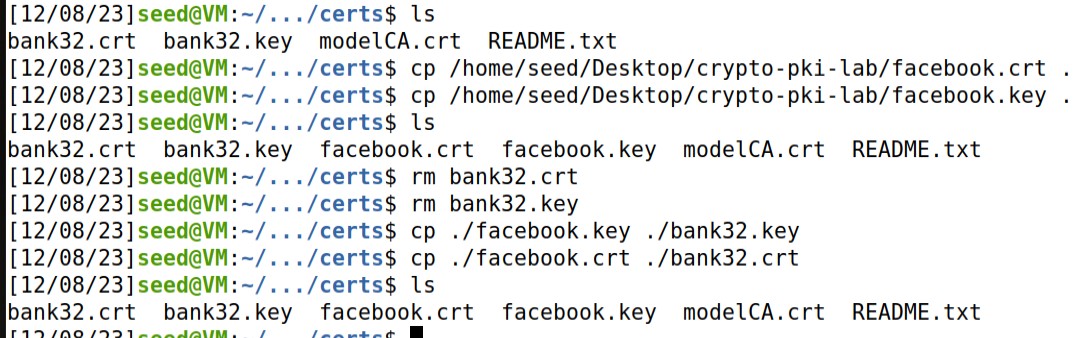 [12/08/23]seed@VM:~/.../certs$ ls
bank32.crt  bank32.key  modelCA.crt  README.txt
[12/08/23]seed@VM:~/.../certs$ cp /home/seed/Desktop/crypto-pki-lab/facebook.crt .
[12/08/23]seed@VM:~/.../certs$ cp /home/seed/Desktop/crypto-pki-lab/facebook.key .
[12/08/23]seed@VM:~/.../certs$ ls
bank32.crt  bank32.key  facebook.crt  facebook.key  modelCA.crt  README.txt
[12/08/23]seed@VM:~/.../certs$ rm bank32.crt
[12/08/23]seed@VM:~/.../certs$ rm bank32.key
[12/08/23]seed@VM:~/.../certs$ cp ./facebook.key ./bank32.key
[12/08/23]seed@VM:~/.../certs$ cp ./facebook.crt ./bank32.crt
[12/08/23]seed@VM:~/.../certs$ ls
bank32.crt  bank32.key  facebook.crt  facebook.key  modelCA.crt  README.txt
[12/08/23]seed@VM:~/.../certs$